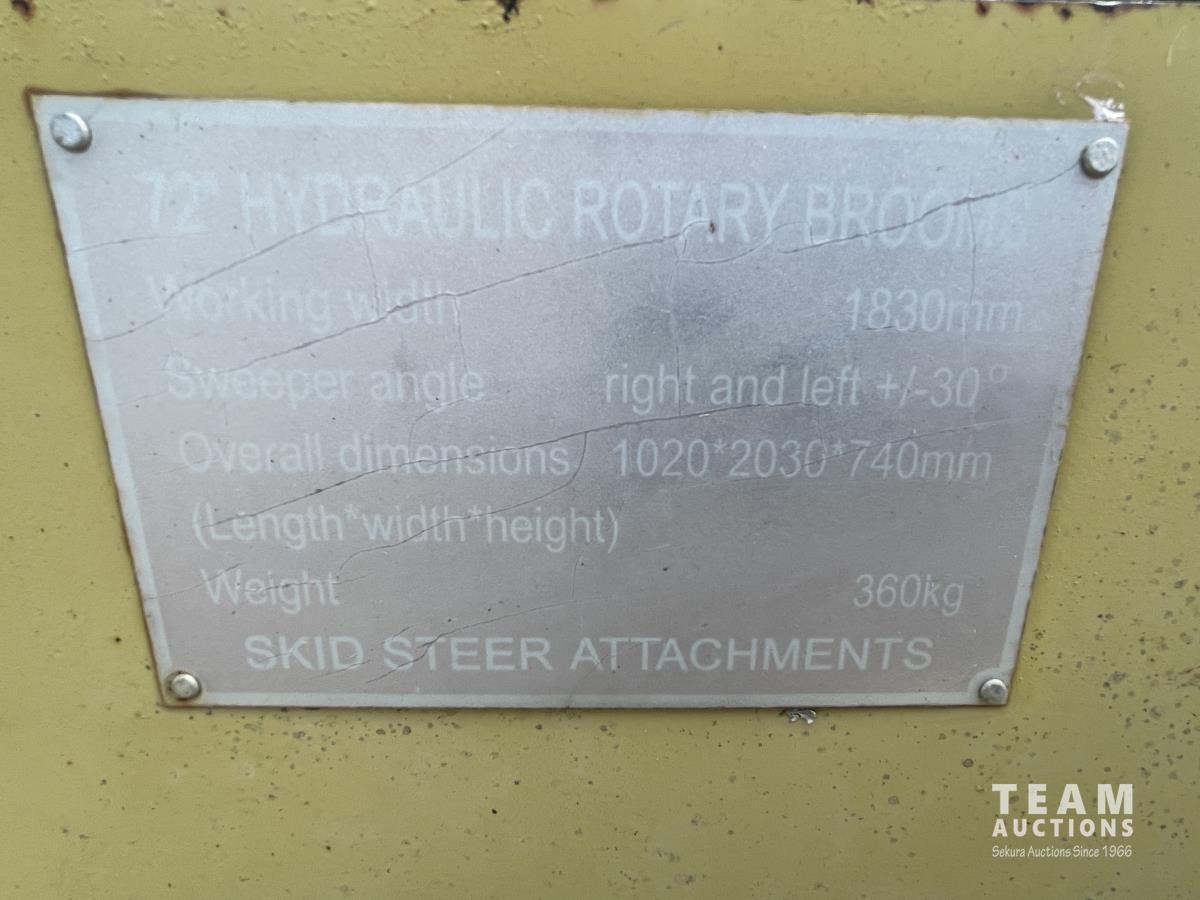 72" HYDRAULIC ROTARY BROOMS
Working width 1830mm
Sweeper angle right and left +/-30°
Overall dimensions 1020*2030*740mm
(Length*width*height)
Weight 360kg
SKID STEER ATTACHMENTS
TEAM
AUCTIONS
Sekura Auctions Since 1966